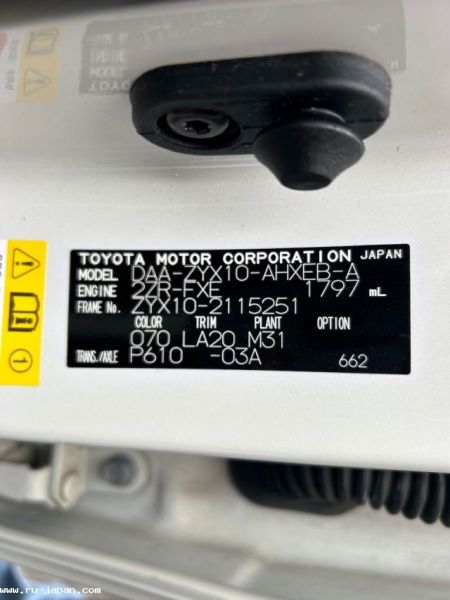 TOYOTA MOTOR CORPORATION JAPAN
MODEL DAA-ZYX10-AHXEB-A
ENGINE 2ZR-FXE 1797 mL
FRAME No. ZYX10-2115251
COLOR TRIM PLANT OPTION
070 LA20 M31
TRANS./AXLE P610 -03A 662
www.ru-japan.com